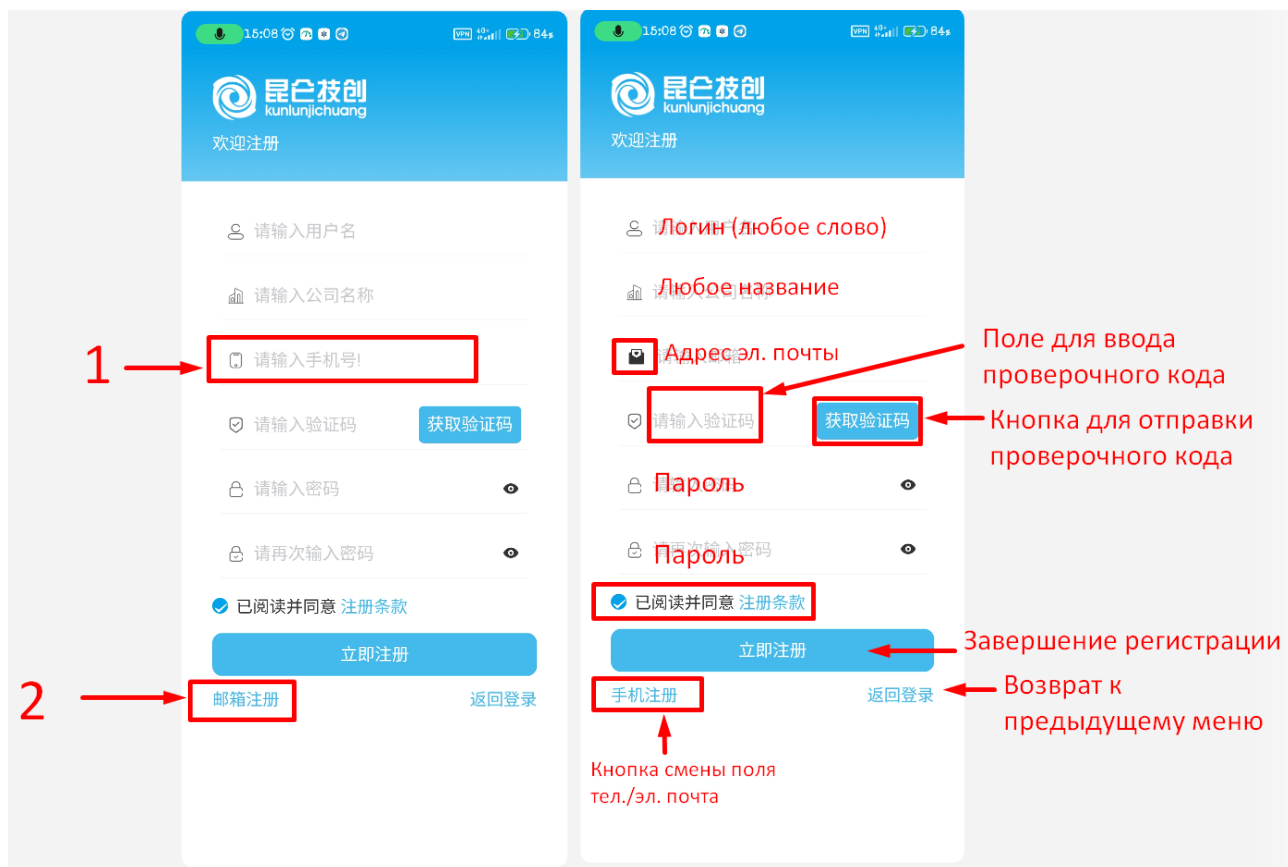 15:08
VPN
84
昆仑技创
kunlunjichuang
欢迎注册
请输入用户名
请输入公司名称
1
请输入手机号!
请输入验证码
获取验证码
请输入密码
请再次输入密码
已阅读并同意 注册条款
立即注册
2
邮箱注册
返回登录
15:08
VPN
84
昆仑技创
kunlunjichuang
欢迎注册
Логин (любое слово)
Любое название
Адрес эл. почты
请输入验证码
获取验证码
Поле для ввода
проверочного кода
Кнопка для отправки
проверочного кода
Пароль
Пароль
已阅读并同意 注册条款
立即注册
Завершение регистрации
手机注册
返回登录
Возврат к
предыдущему меню
Кнопка смены поля
тел./эл. почта